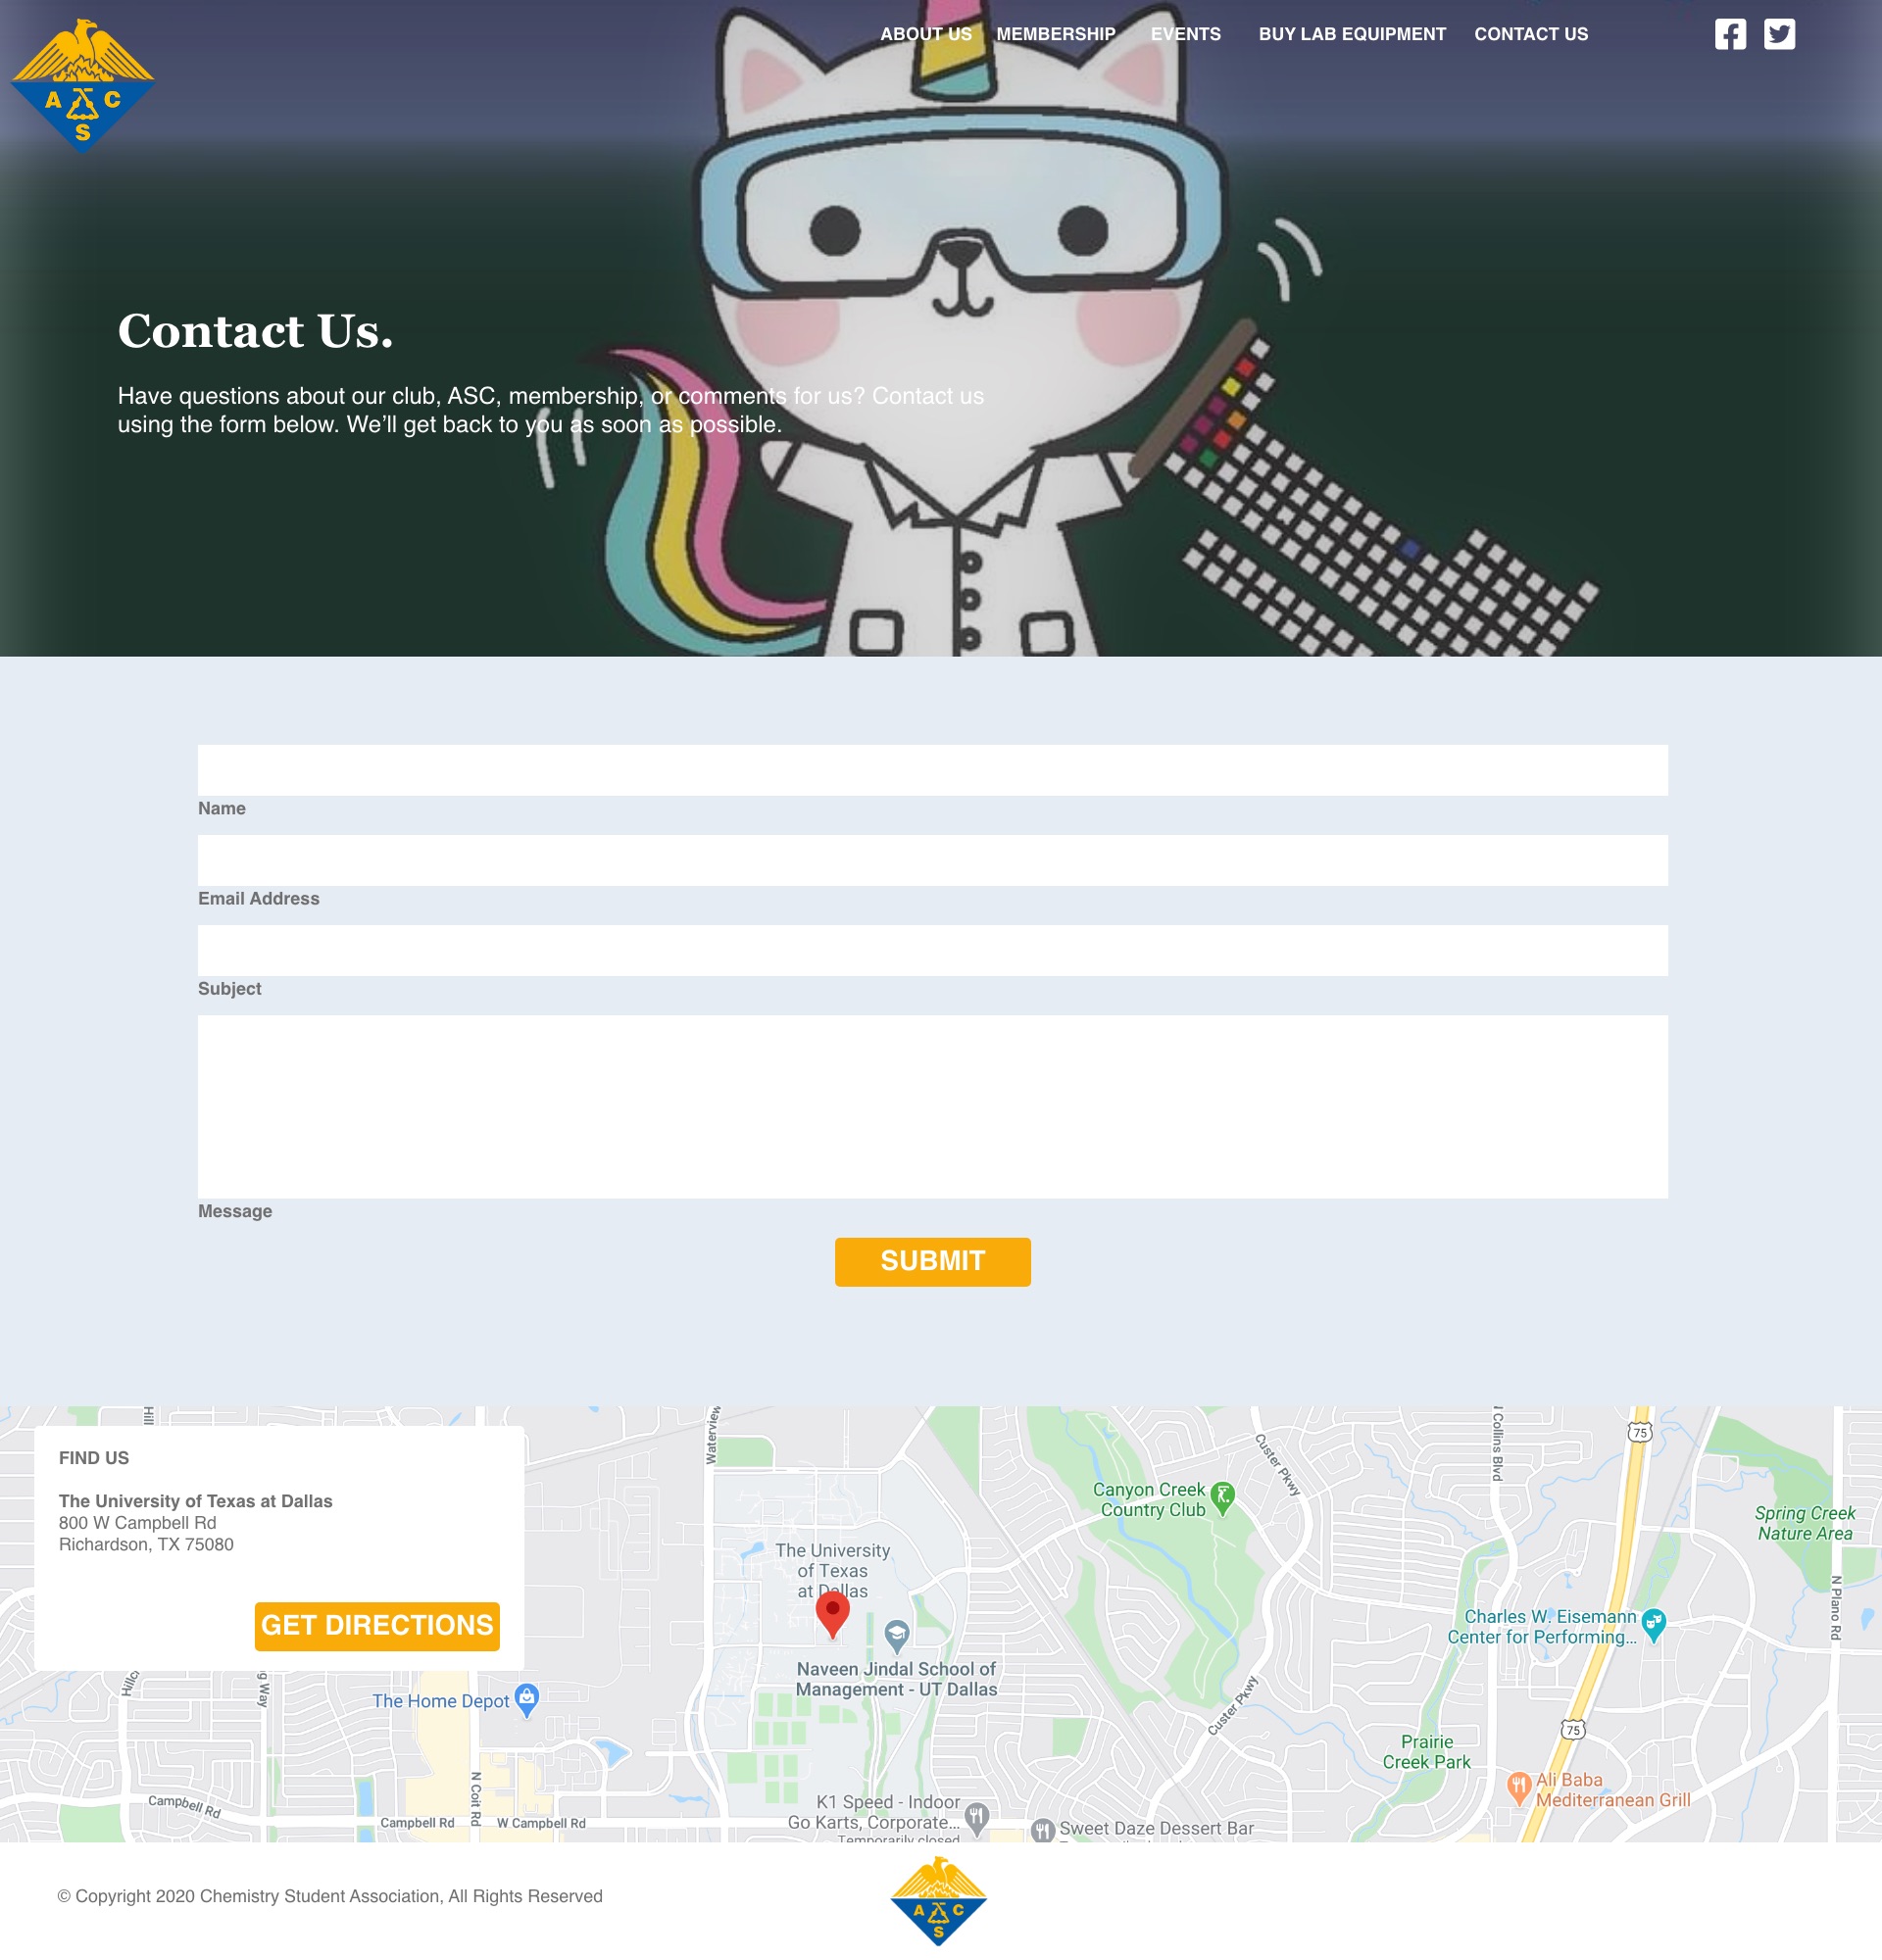 ABOUT US MEMBERSHIP EVENTS BUY LAB EQUIPMENT CONTACT US
A C
S
Contact Us.
Have questions about our club, ASC, membership, or comments for us? Contact us
using the form below. We’ll get back to you as soon as possible.
Name
Email Address
Subject
Message
SUBMIT
FIND US
The University of Texas at Dallas
800 W Campbell Rd
Richardson, TX 75080
GET DIRECTIONS
Waterview
Custer Pkwy
Collins Blvd
75
Canyon Creek
Country Club
Spring Creek
Nature Area
The University
of Texas
at Dallas
N Plano Rd
Charles W. Eisemann
Center for Performing...
Naveen Jindal School of
Management - UT Dallas
Way
The Home Depot
Custer Pkwy
75
Prairie
Creek Park
N Coit Rd
Ali Baba
Mediterranean Grill
Campbell Rd
Campbell Rd
W Campbell Rd
K1 Speed - Indoor
Go Karts, Corporate...
Temporarily closed
Sweet Daze Dessert Bar
© Copyright 2020 Chemistry Student Association, All Rights Reserved
A C
S